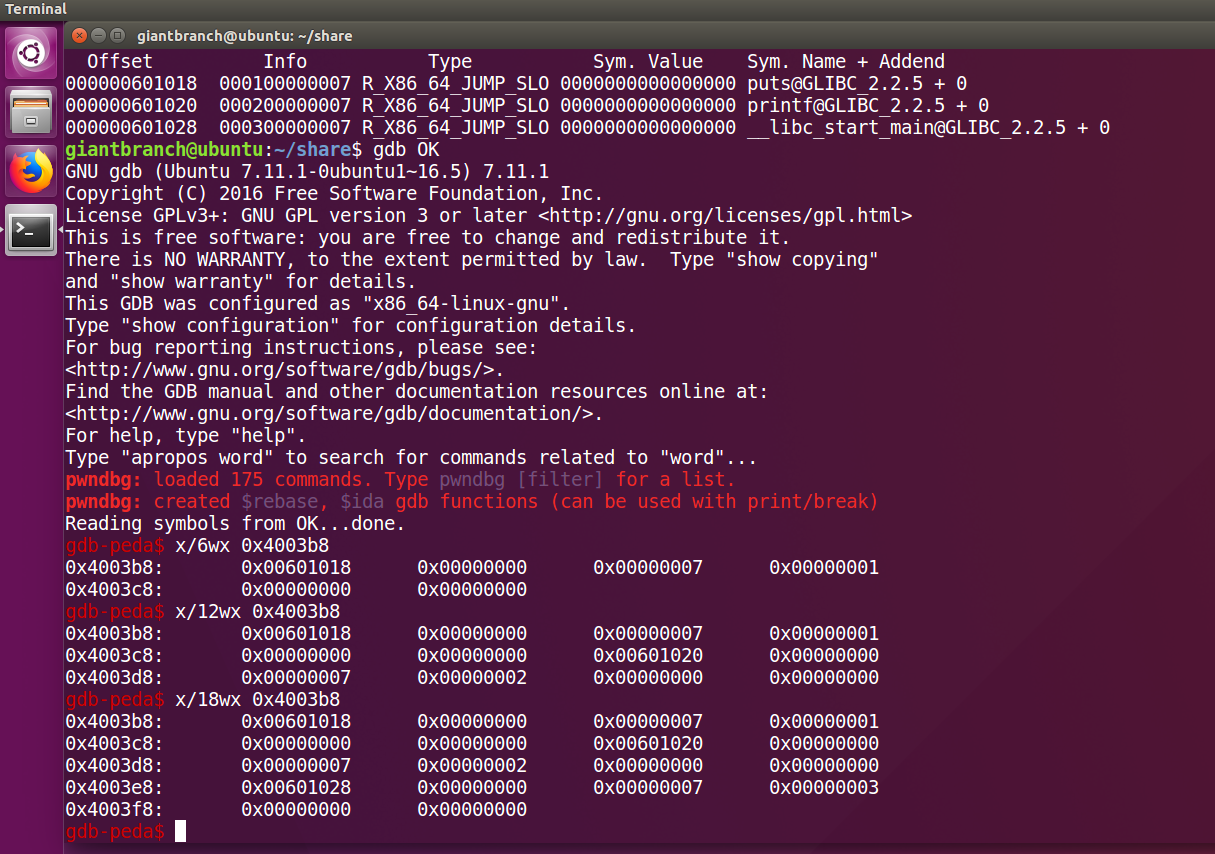 Terminal
giantbranch@ubuntu: ~/share
Offset Info Type Sym. Value Sym. Name + Addend
000000601018 000100000007 R_X86_64_JUMP_SLO 0000000000000000 puts@GLIBC_2.2.5 + 0
000000601020 000200000007 R_X86_64_JUMP_SLO 0000000000000000 printf@GLIBC_2.2.5 + 0
000000601028 000300000007 R_X86_64_JUMP_SLO 0000000000000000 __libc_start_main@GLIBC_2.2.5 + 0
giantbranch@ubuntu:~/share$ gdb OK
GNU gdb (Ubuntu 7.11.1-0ubuntu1~16.5) 7.11.1
Copyright (C) 2016 Free Software Foundation, Inc.
License GPLv3+: GNU GPL version 3 or later <http://gnu.org/licenses/gpl.html>
This is free software: you are free to change and redistribute it.
There is NO WARRANTY, to the extent permitted by law.  Type "show copying"
and "show warranty" for details.
This GDB was configured as "x86_64-linux-gnu".
Type "show configuration" for configuration details.
For bug reporting instructions, please see:
<http://www.gnu.org/software/gdb/bugs/>.
Find the GDB manual and other documentation resources online at:
<http://www.gnu.org/software/gdb/documentation/>.
For help, type "help".
Type "apropos word" to search for commands related to "word"...
pwndbg: loaded 175 commands. Type pwndbg [filter] for a list.
pwndbg: created $rebase, $ida gdb functions (can be used with print/break)
Reading symbols from OK...done.
gdb-peda$ x/6wx 0x4003b8
0x4003b8: 0x00601018 0x00000000 0x00000007 0x00000001
0x4003c8: 0x00000000 0x00000000
gdb-peda$ x/12wx 0x4003b8
0x4003b8: 0x00601018 0x00000000 0x00000007 0x00000001
0x4003c8: 0x00000000 0x00000000 0x00601020 0x00000000
0x4003d8: 0x00000007 0x00000002 0x00000000 0x00000000
gdb-peda$ x/18wx 0x4003b8
0x4003b8: 0x00601018 0x00000000 0x00000007 0x00000001
0x4003c8: 0x00000000 0x00000000 0x00601020 0x00000000
0x4003d8: 0x00000007 0x00000002 0x00000000 0x00000000
0x4003e8: 0x00601028 0x00000000 0x00000007 0x00000003
0x4003f8: 0x00000000 0x00000000
gdb-peda$